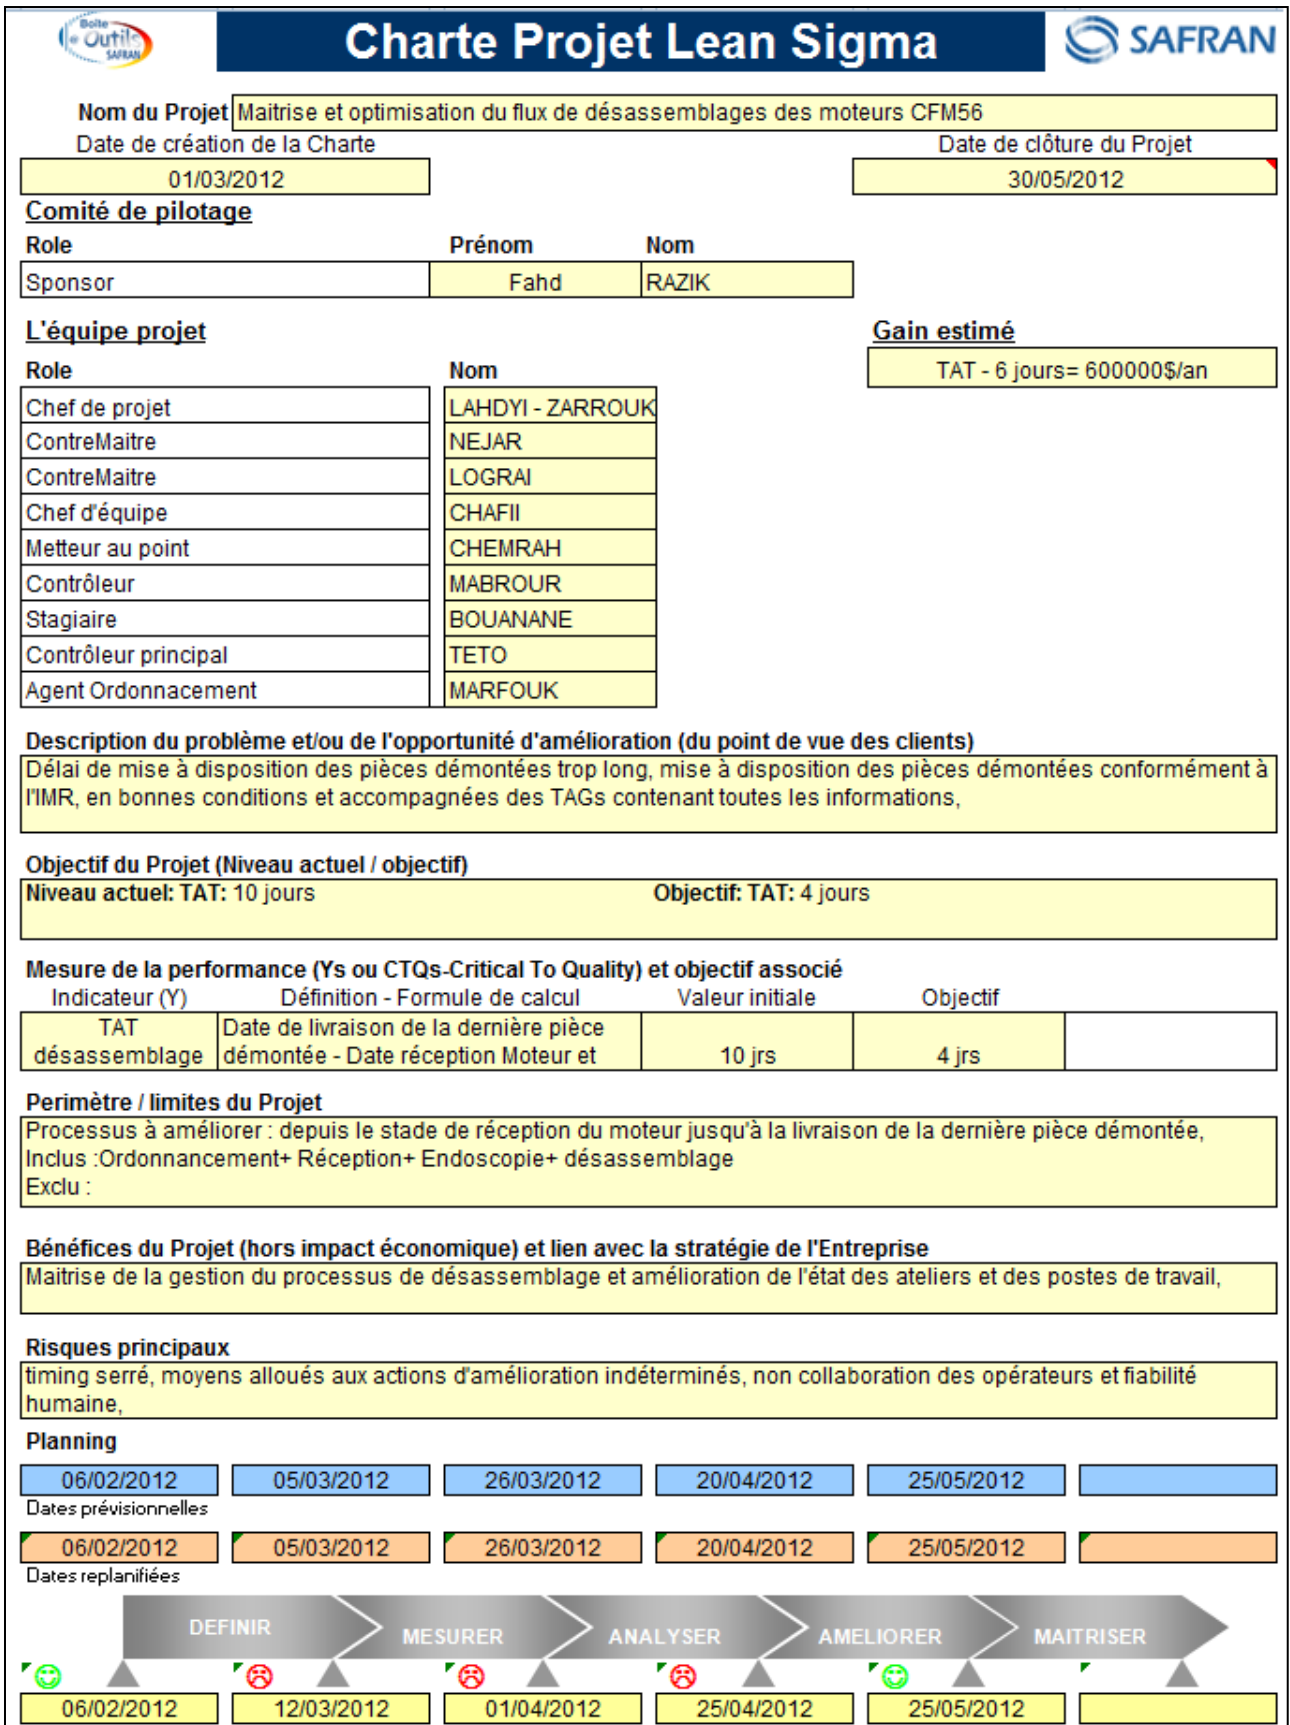 Boîte
Outils
SAFRAN
Charte Projet Lean Sigma
SAFRAN
Nom du Projet Maitrise et optimisation du flux de désassemblages des moteurs CFM56
Date de création de la Charte Date de clôture du Projet
01/03/2012 30/05/2012
Comité de pilotage
Role Prénom Nom
Sponsor Fahd RAZIK
L'équipe projet Gain estimé
TAT - 6 jours= 600000$/an
Role Nom
Chef de projet LAHDYI - ZARROUK
ContreMaitre NEJAR
ContreMaitre LOGRAI
Chef d'équipe CHAFII
Metteur au point CHEMRAH
Contrôleur MABROUR
Stagiaire BOUANANE
Contrôleur principal TETO
Agent Ordonnacement MARFOUK
Description du problème et/ou de l'opportunité d'amélioration (du point de vue des clients)
Délai de mise à disposition des pièces démontées trop long, mise à disposition des pièces démontées conformément à
l'IMR, en bonnes conditions et accompagnées des TAGs contenant toutes les informations,
Objectif du Projet (Niveau actuel / objectif)
Niveau actuel: TAT: 10 jours Objectif: TAT: 4 jours
Mesure de la performance (Ys ou CTQs-Critical To Quality) et objectif associé
Indicateur (Y) Définition - Formule de calcul Valeur initiale Objectif
TAT Date de livraison de la dernière pièce
désassemblage démontée - Date réception Moteur et 10 jrs 4 jrs
Perimètre / limites du Projet
Processus à améliorer : depuis le stade de réception du moteur jusqu'à la livraison de la dernière pièce démontée,
Inclus :Ordonnancement+ Réception+ Endoscopie+ désassemblage
Exclu :
Bénéfices du Projet (hors impact économique) et lien avec la stratégie de l'Entreprise
Maitrise de la gestion du processus de désassemblage et amélioration de l'état des ateliers et des postes de travail,
Risques principaux
timing serré, moyens alloués aux actions d'amélioration indéterminés, non collaboration des opérateurs et fiabilité
humaine,
Planning
06/02/2012 05/03/2012 26/03/2012 20/04/2012 25/05/2012
Dates prévisionnelles
06/02/2012 05/03/2012 26/03/2012 20/04/2012 25/05/2012
Dates replanifiées
DEFINIR MESURER ANALYSER AMELIORER MAITRISER
06/02/2012 12/03/2012 01/04/2012 25/04/2012 25/05/2012